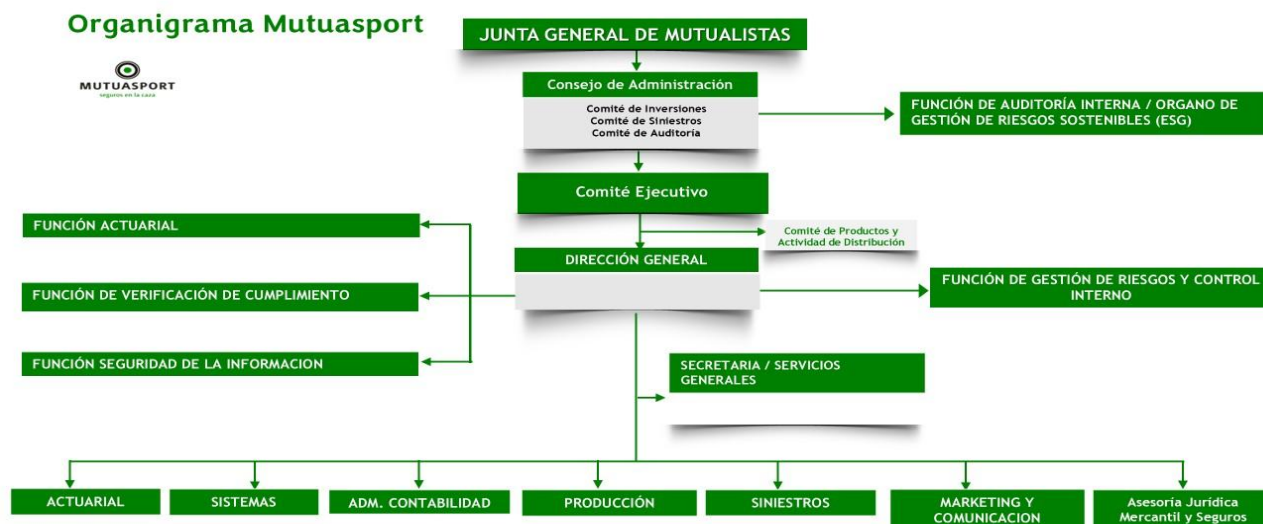 Organigrama Mutuasport
MUTUASPORT
seguros en la caza
JUNTA GENERAL DE MUTUALISTAS
Consejo de Administración
Comité de Inversiones
Comité de Siniestros
Comité de Auditoría
FUNCIÓN DE AUDITORÍA INTERNA / ORGANO DE
GESTIÓN DE RIESGOS SOSTENIBLES (ESG)
Comité Ejecutivo
FUNCIÓN ACTUARIAL
Comité de Productos y
Actividad de Distribución
DIRECCIÓN GENERAL
FUNCIÓN DE VERIFICACIÓN DE CUMPLIMIENTO
FUNCIÓN DE GESTIÓN DE RIESGOS Y CONTROL
INTERNO
FUNCIÓN SEGURIDAD DE LA INFORMACION
SECRETARIA / SERVICIOS
GENERALES
ACTUARIAL
SISTEMAS
ADM. CONTABILIDAD
PRODUCCIÓN
SINIESTROS
MARKETING Y
COMUNICACION
Asesoría Jurídica
Mercantil y Seguros